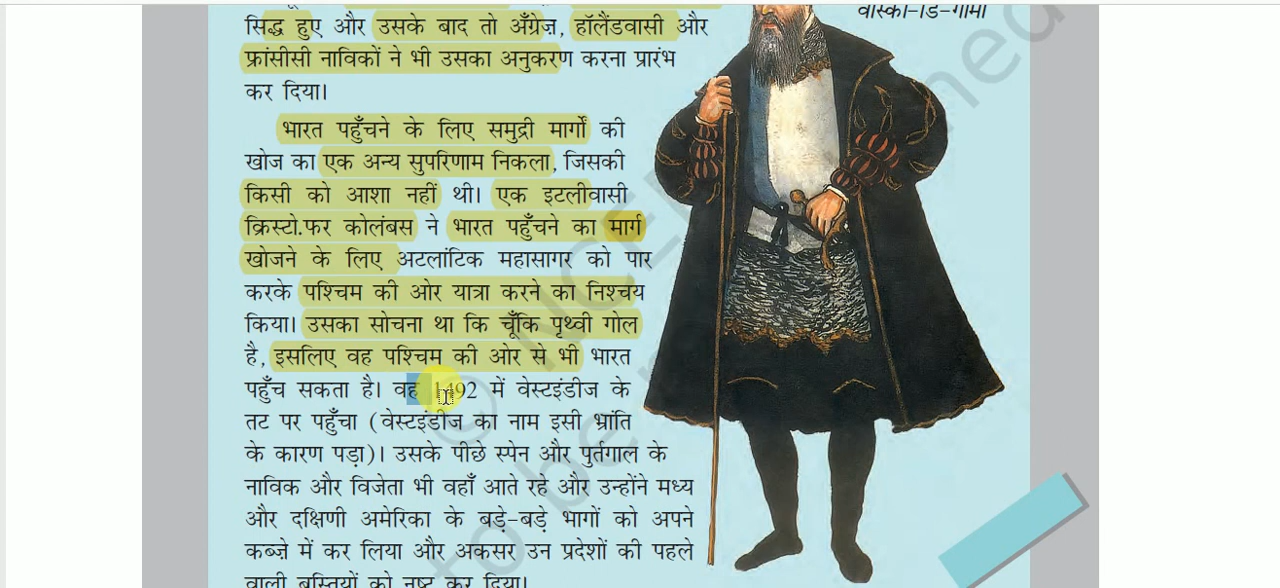 वास्को-डि-गामा
सिद्ध हुए और उसके बाद तो अँग्रेज़, हॉलैंडवासी और
फ्रांसीसी नाविकों ने भी उसका अनुकरण करना प्रारंभ
कर दिया।
भारत पहुँचने के लिए समुद्री मार्गों की
खोज का एक अन्य सुपरिणाम निकला, जिसकी
किसी को आशा नहीं थी। एक इटलीवासी
क्रिस्टो.फर कोलंबस ने भारत पहुँचने का मार्ग
खोजने के लिए अटलांटिक महासागर को पार
करके पश्चिम की ओर यात्रा करने का निश्चय
किया। उसका सोचना था कि चूँकि पृथ्वी गोल
है, इसलिए वह पश्चिम की ओर से भी भारत
पहुँच सकता है। वह 1492 में वेस्टइंडीज के
तट पर पहुँचा (वेस्टइंडीज का नाम इसी भ्रांति
के कारण पड़ा)। उसके पीछे स्पेन और पुर्तगाल के
नाविक और विजेता भी वहाँ आते रहे और उन्होंने मध्य
और दक्षिणी अमेरिका के बड़े-बड़े भागों को अपने
कब्ज़े में कर लिया और अकसर उन प्रदेशों की पहले
वाली बस्तियों को नष्ट कर दिया।